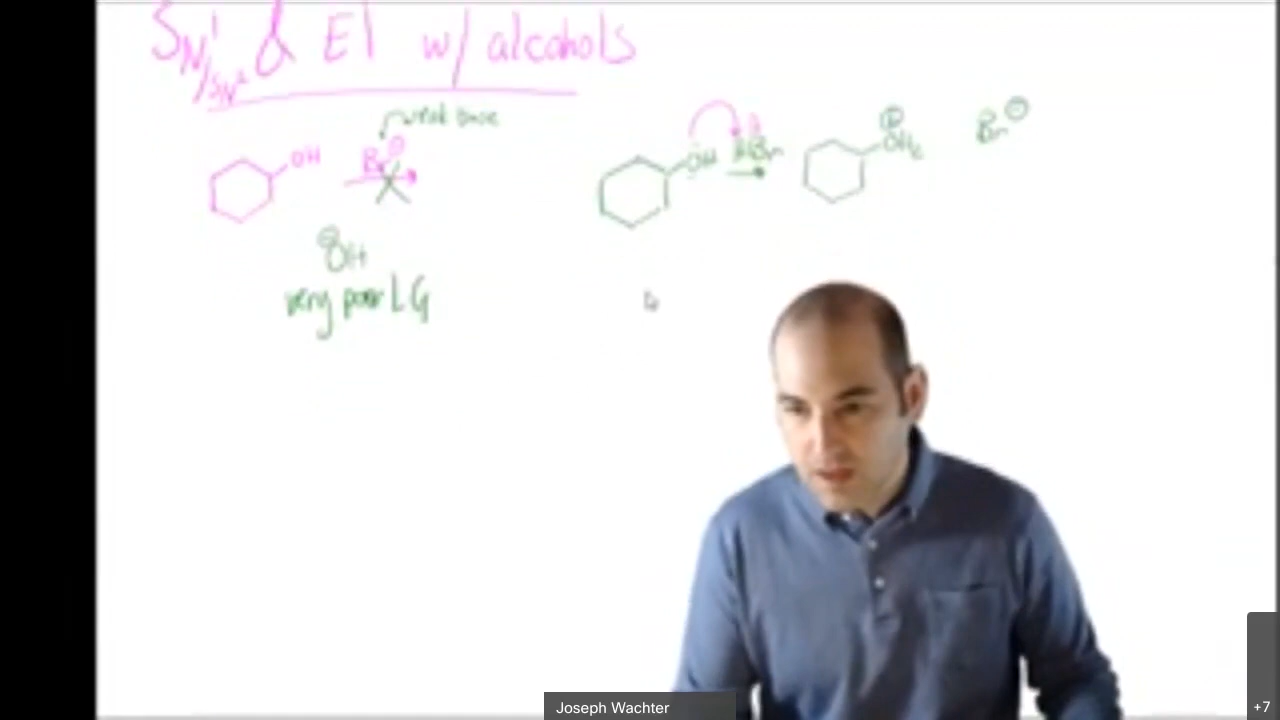 SN1/SN2 & E1 w/ alcohols
weak base
OH Br⊖ OH HBr ⊕OH2 Br⊖
⊖OH
very poor LG
Joseph Wachter
+7